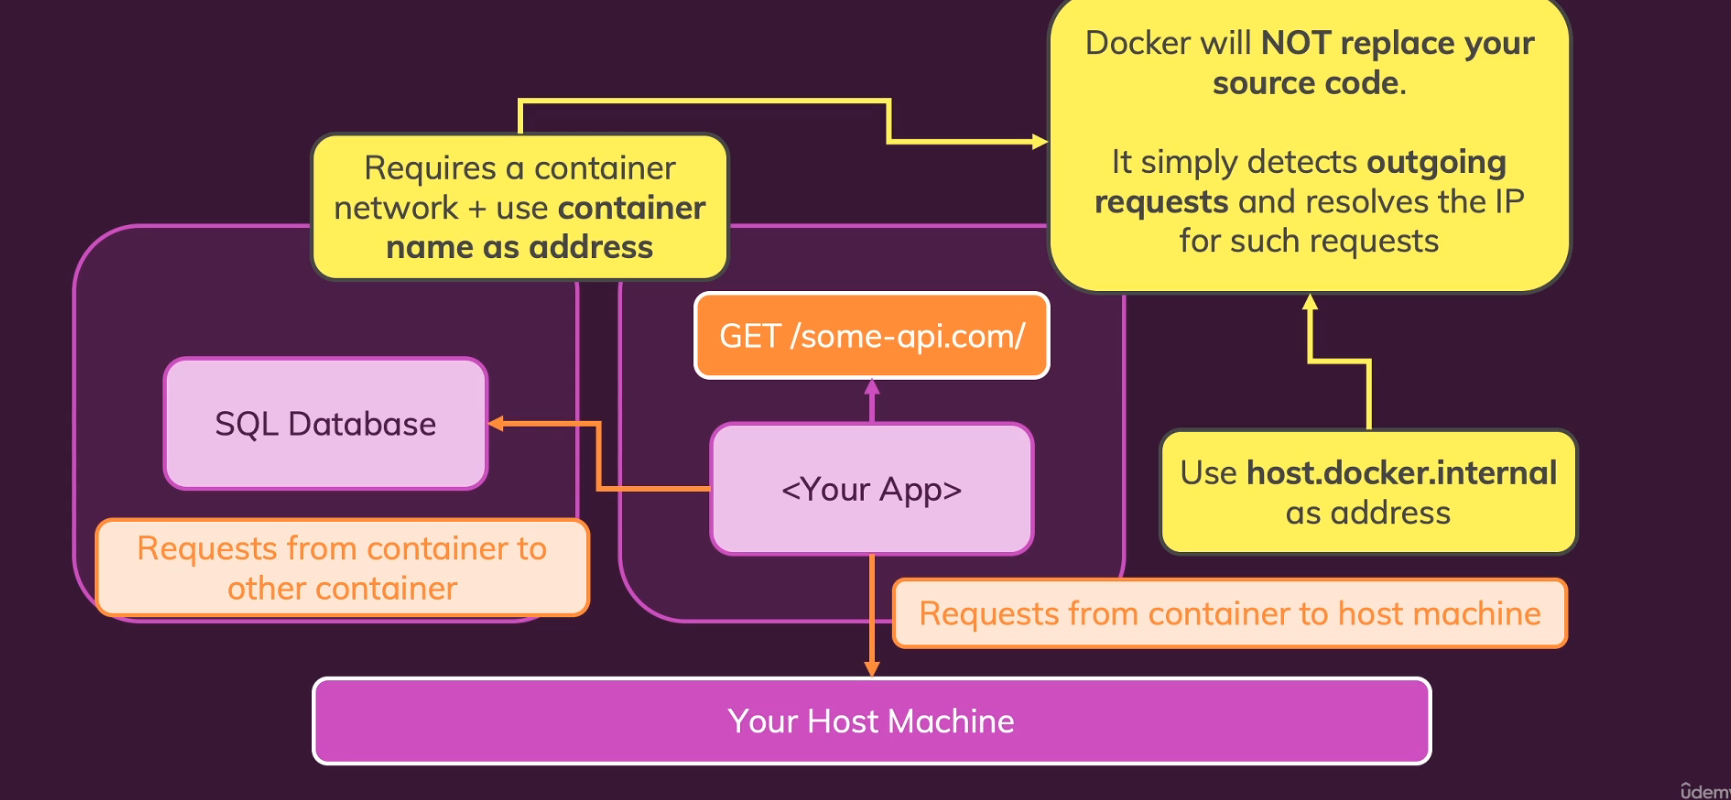 Docker will NOT replace your
source code.
It simply detects outgoing
requests and resolves the IP
for such requests
Requires a container
network + use container
name as address
GET /some-api.com/
SQL Database
<Your App>
Use host.docker.internal
as address
Requests from container to
other container
Requests from container to host machine
Your Host Machine